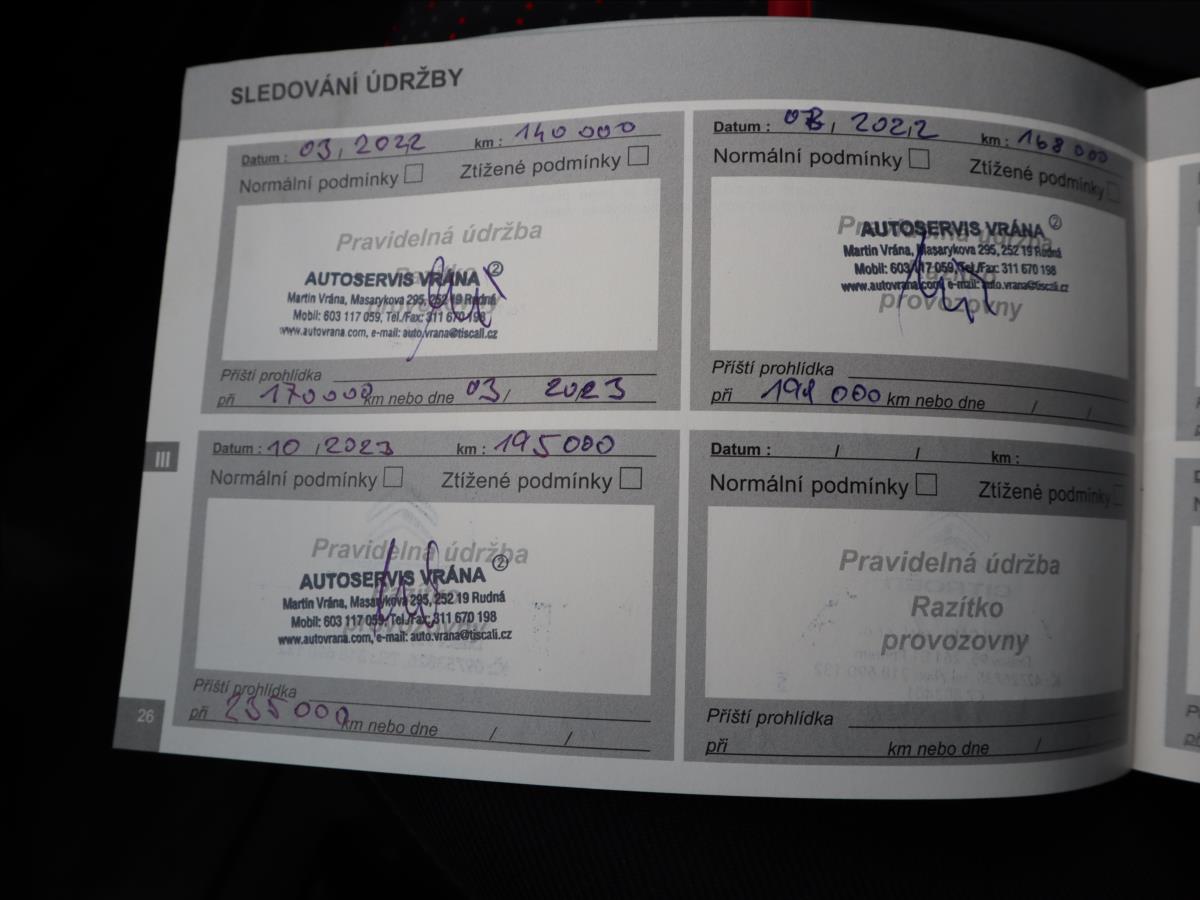 SLEDOVÁNÍ ÚDRŽBY
Datum : 03, 2022 km : 140 000
Normální podmínky Ztížené podmínky
Pravidelná údržba
AUTOSERVIS VRÁNA 2
Martin Vrána, Masarykova 295, 252 19 Rudná
Mobil: 603 117 059, Tel./Fax: 311 670 198
www.autovrana.com, e-mail: auto.vrana@tiscali.cz
Příští prohlídka
při 170 000 km nebo dne 03 / 2023
Datum : / 2022 km : 168 000
Normální podmínky Ztížené podmínky
Pravidelná údržba
AUTOSERVIS VRÁNA 2
Martin Vrána, Masarykova 295, 252 19 Rudná
Mobil: 603 117 059, Tel./Fax: 311 670 198
www.autovrana.com, e-mail: auto.vrana@tiscali.cz
provozovny
Příští prohlídka
při 000 km nebo dne / /
III
Datum : 10 / 2023 km : 195 000
Normální podmínky Ztížené podmínky
Pravidelná údržba
AUTOSERVIS VRÁNA 2
Martin Vrána, Masarykova 295, 252 19 Rudná
Mobil: 603 117 059, Tel./Fax: 311 670 198
www.autovrana.com, e-mail: auto.vrana@tiscali.cz
Příští prohlídka
při 235 000 km nebo dne / /
Datum : / / km :
Normální podmínky Ztížené podmínky
Pravidelná údržba
Razítko
provozovny
Příští prohlídka
při km nebo dne / /
26